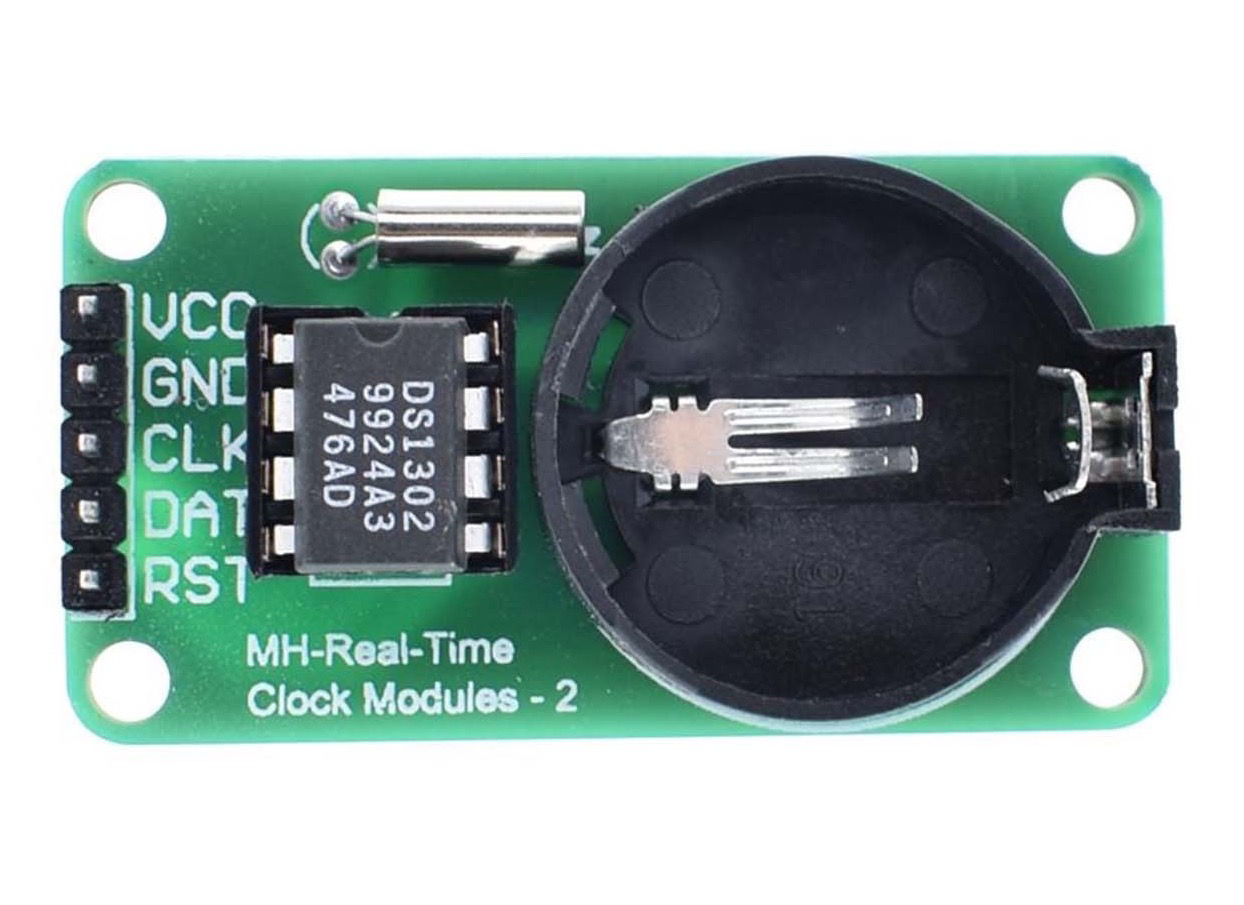 VCC
GND
CLK
DAT
RST
DS1302
9924A3
476AD
MH-Real-Time
Clock Modules - 2